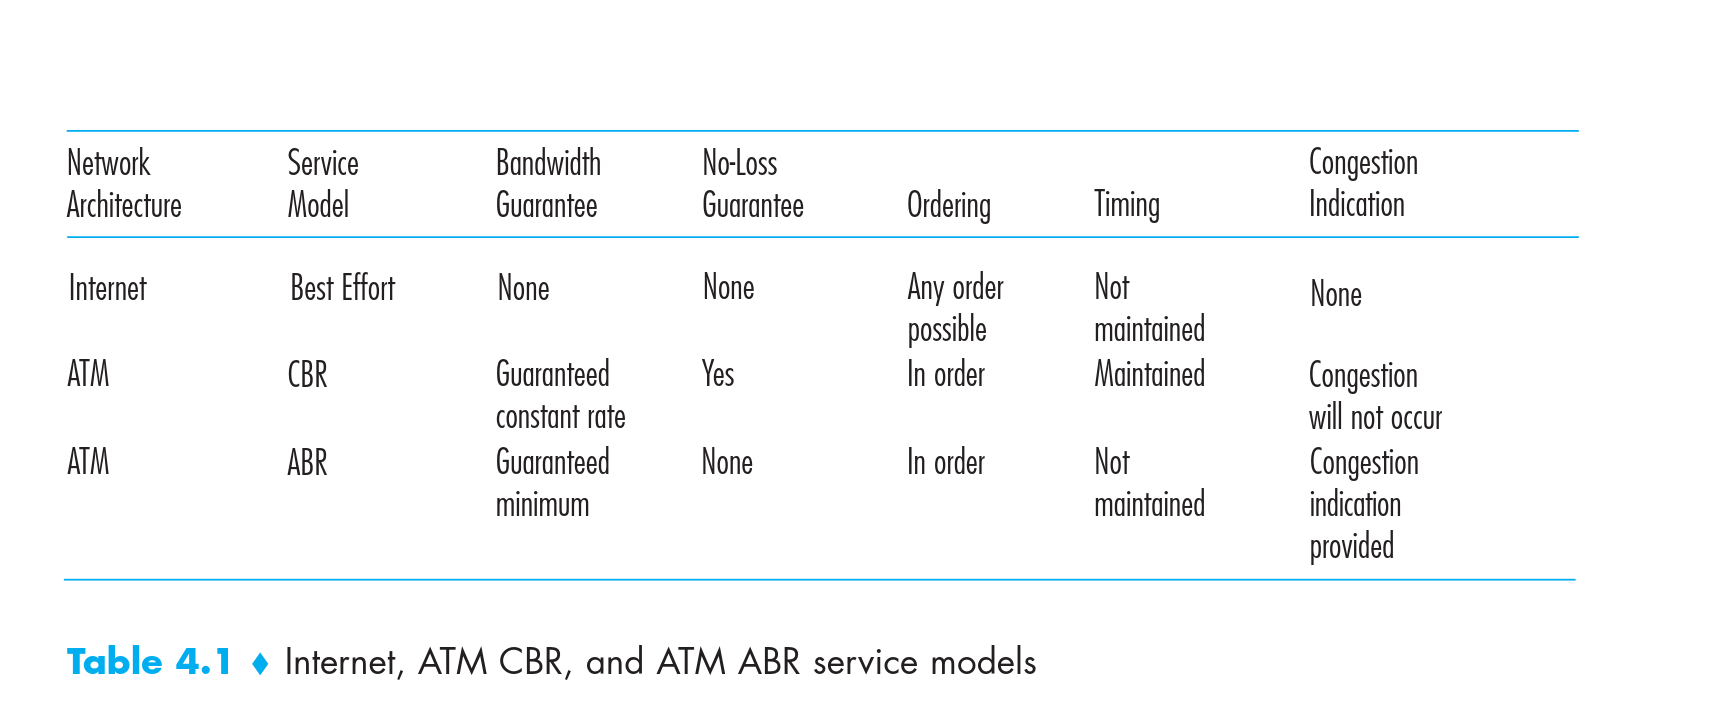 Network Architecture Service Model Bandwidth Guarantee No-Loss Guarantee Ordering Timing Congestion Indication
Internet Best Effort None None Any order possible Not maintained None
ATM CBR Guaranteed constant rate Yes In order Maintained Congestion will not occur
ATM ABR Guaranteed minimum None In order Not maintained Congestion indication provided
Table 4.1 ♦ Internet, ATM CBR, and ATM ABR service models